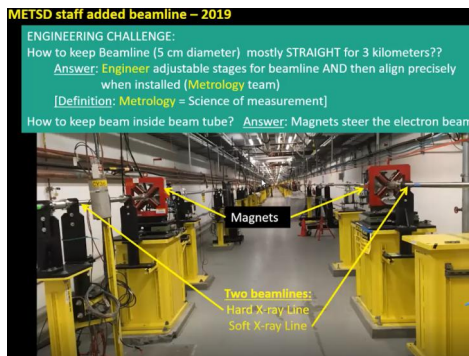 METSD staff added beamline – 2019
ENGINEERING CHALLENGE:
How to keep Beamline (5 cm diameter) mostly STRAIGHT for 3 kilometers??
Answer: Engineer adjustable stages for beamline AND then align precisely
when installed (Metrology team)
[Definition: Metrology = Science of measurement]
How to keep beam inside beam tube? Answer: Magnets steer the electron beam
Magnets
Two beamlines:
Hard X-ray Line
Soft X-ray Line